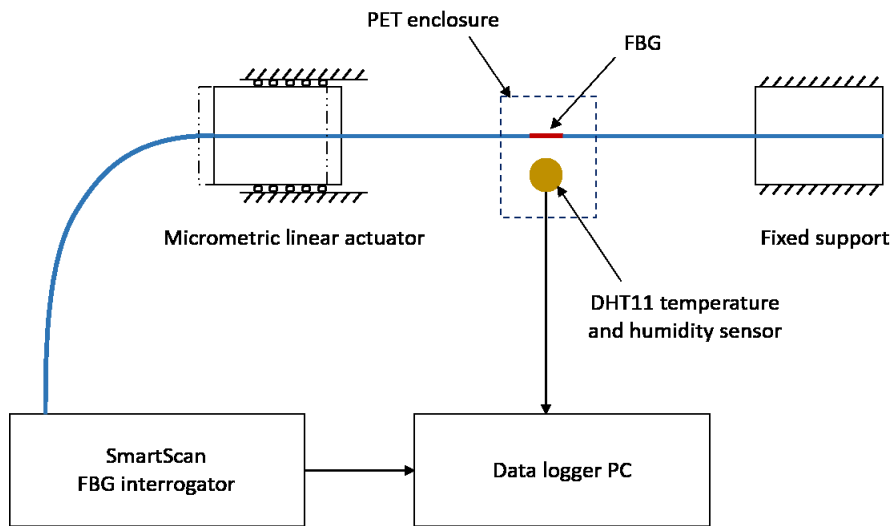 PET enclosure
FBG
Micrometric linear actuator
Fixed support
DHT11 temperature
and humidity sensor
SmartScan
FBG interrogator
Data logger PC